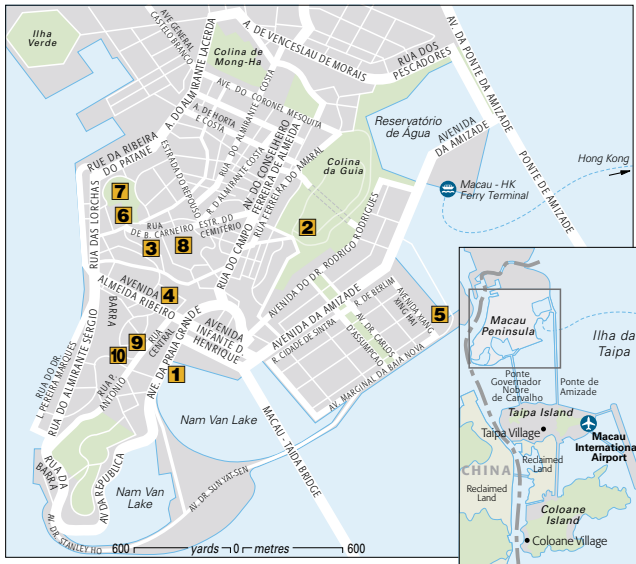 Ilha
Verde
AVE GENERAL
CASTELO BRANCO
A. DO ALMIRANTE LACERDA
Colina de
Mong-Ha
A. DE VENCESLAU DE MORAIS
RUA DOS
PESCADORES
AV. DA PONTE DA AMIZADE
AVE. DO CORONEL MESQUITA
A. DE HORTA
E COSTA
RUA DO ALMIRANTE COSTA
R. D'ALMIRANTE COSTA
ESTRADA DO REPOUSO
AV. DO CONSELHEIRO
FERREIRA DE ALMEIDA
RUA FERREIRA DO AMARAL
Reservatório
de Água
AVENIDA
DA AMIZADE
PONTE DE AMIZADE
Hong Kong
Macau - HK
Ferry Terminal
Colina
da Guia
RUE DA RIBEIRA
DO PATANE
RUA DAS LORCHAS
7
6
3
8
2
RUA
DE B. CARNEIRO
ESTR. DO
CEMITÉRIO
RUA DO CAMPO
AVENIDA DO DR. RODRIGO RODRIGUES
4
AVENIDA
ALMEIDA RIBEIRO
AVENIDA
INFANTE O
HENRIQUE
AVENIDA DA AMIZADE
R. CIDADE DE SINTRA
R. DE BERLIM
AVENIDA XIANG
XING HAI
5
AV. DR. CARLOS
D'ASSUMPÇÃO
AV. MARGINAL DA BAIA NOVA
BARRA
9
10
1
RUA
CENTRAL
AVE. DA PRAIA GRANDE
RUA P.
ANTONIO
RUA DO DR.
L PEREIRA MARQUES
RUA DO ALMIRANTE SÉRGIO
Nam Van Lake
MACAU - TAIDA BRIDGE
RUA DA
BARRA
AV DA REPUBLICA
Nam Van
Lake
AV. DR. SUN YAT-SEN
AV. DR STANLEY HO
600 yards 0 metres 600
Macau
Peninsula
Ilha da
Taipa
Ponte
Governador
Nobre
de Carvalho
Ponte de
Amizade
Taipa Island
Taipa Village
Macau
International
Airport
Reclaimed
Land
CHINA
Reclaimed
Land
Coloane
Island
Coloane Village